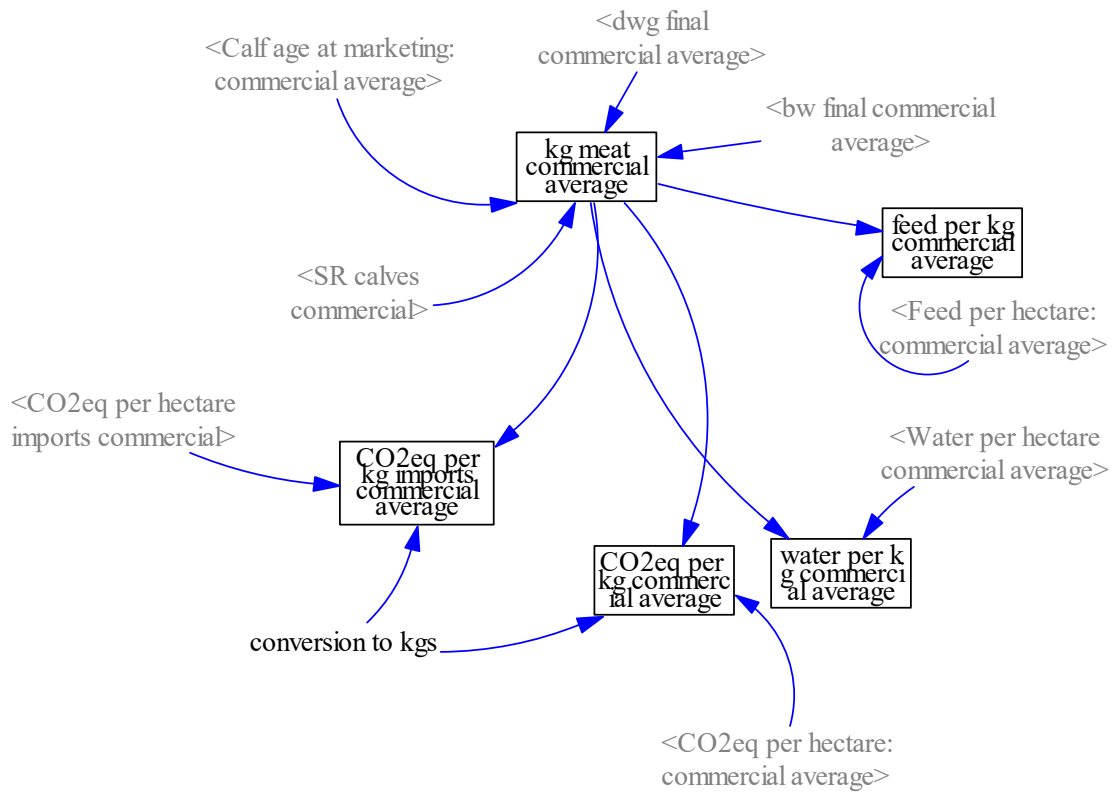 <dwg final
commercial average>
<Calf age at marketing:
commercial average>
<bw final commercial
average>
kg meat
commercial
average
feed per kg
commercial
average
<SR calves
commercial>
<Feed per hectare:
commercial average>
<CO2eq per hectare
imports commercial>
CO2eq per
kg imports
commercial
average
<Water per hectare
commercial average>
CO2eq per
kg commerc
ial average
water per k
g commerci
al average
conversion to kgs
<CO2eq per hectare:
commercial average>